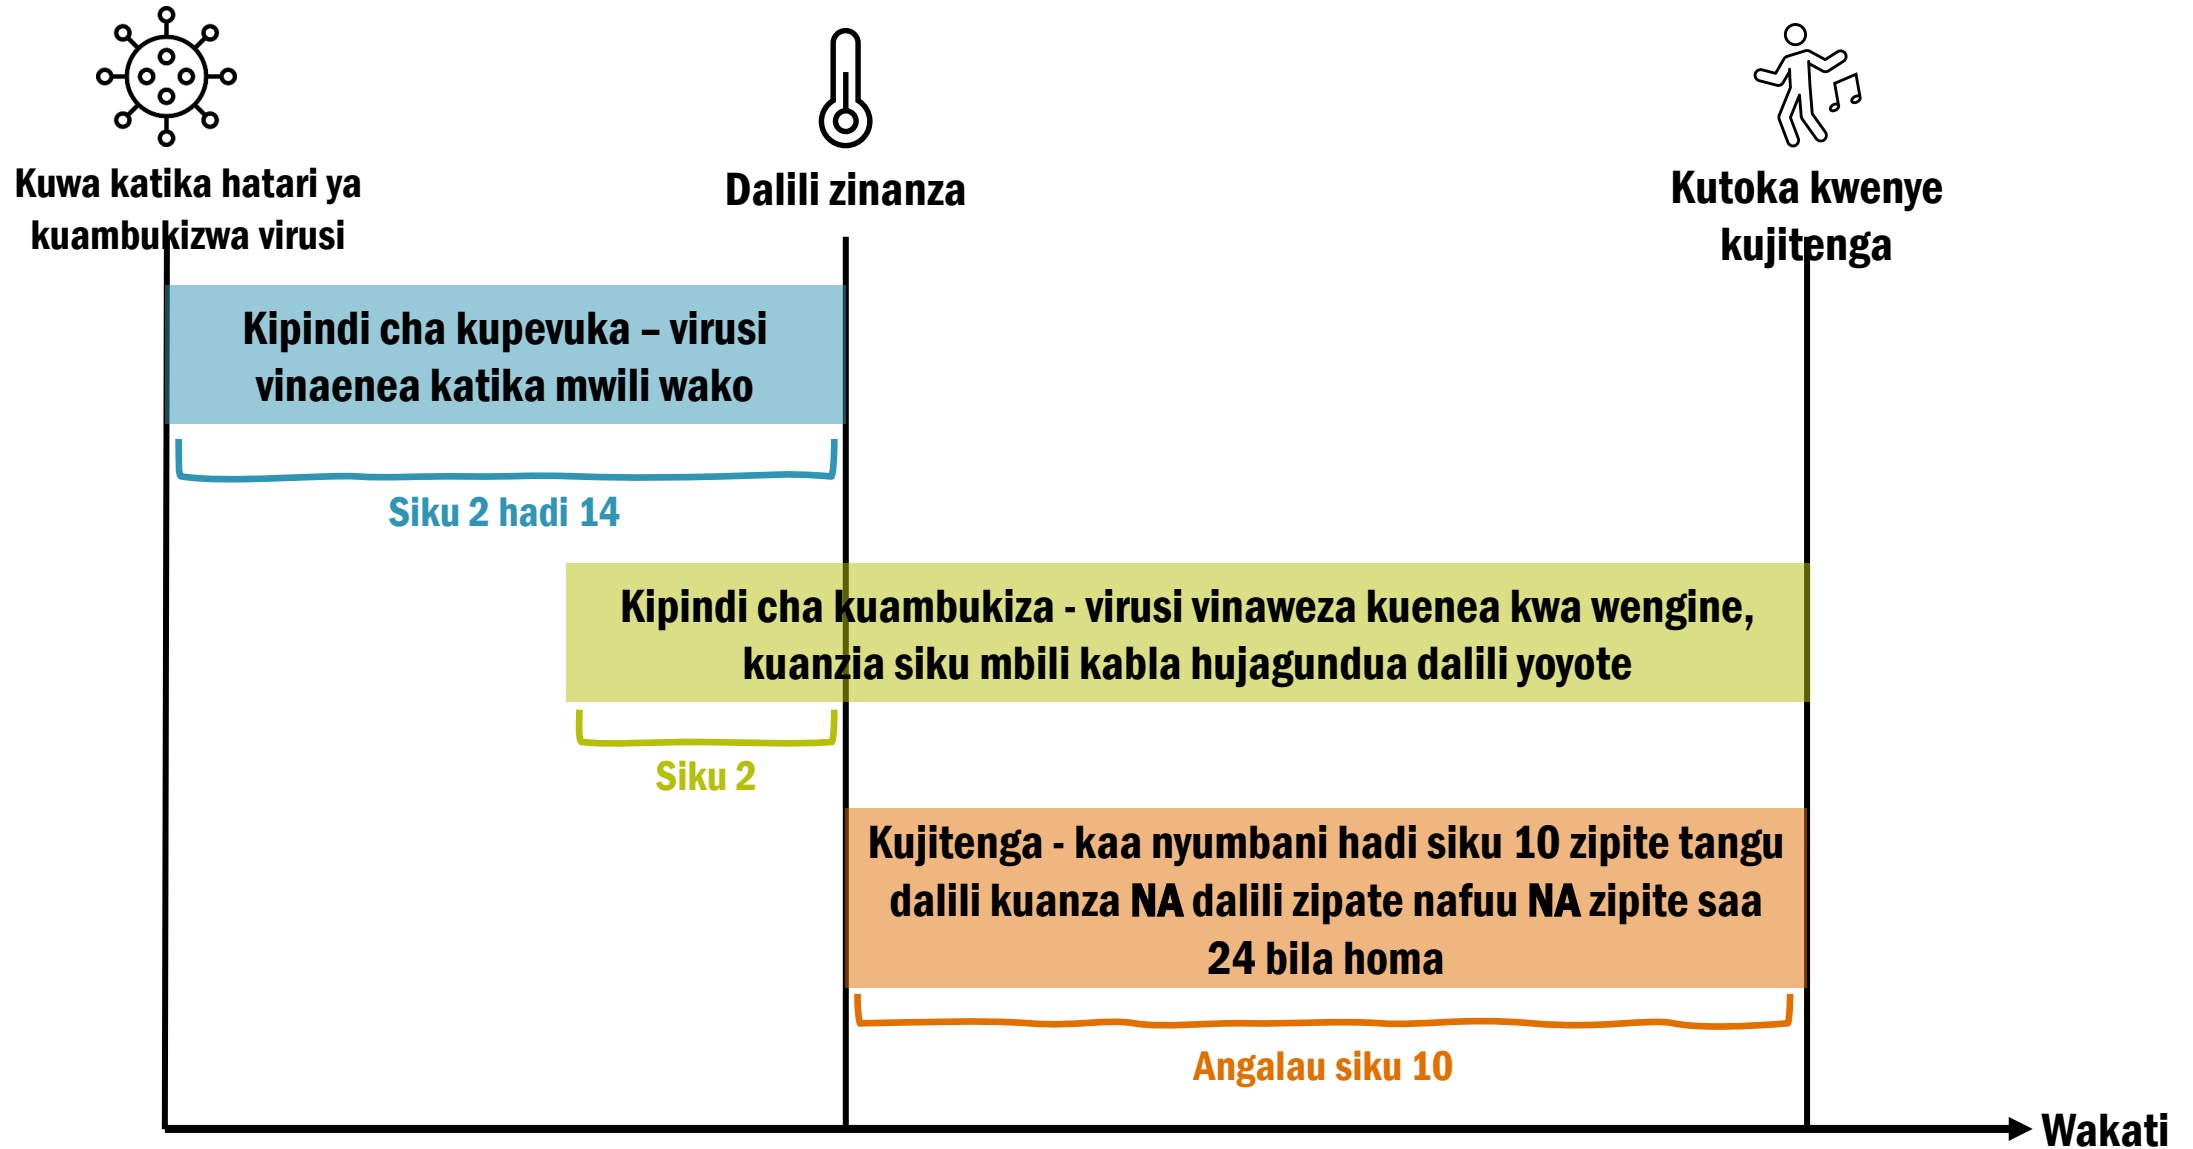 Kuwa katika hatari ya
kuambukizwa virusi
Dalili zinanza
Kutoka kwenye
kujitenga
Kipindi cha kupevuka – virusi
vinaenea katika mwili wako
Siku 2 hadi 14
Kipindi cha kuambukiza - virusi vinaweza kuenea kwa wengine,
kuanzia siku mbili kabla hujagundua dalili yoyote
Siku 2
Kujitenga - kaa nyumbani hadi siku 10 zipite tangu
dalili kuanza NA dalili zipate nafuu NA zipite saa
24 bila homa
Angalau siku 10
Wakati